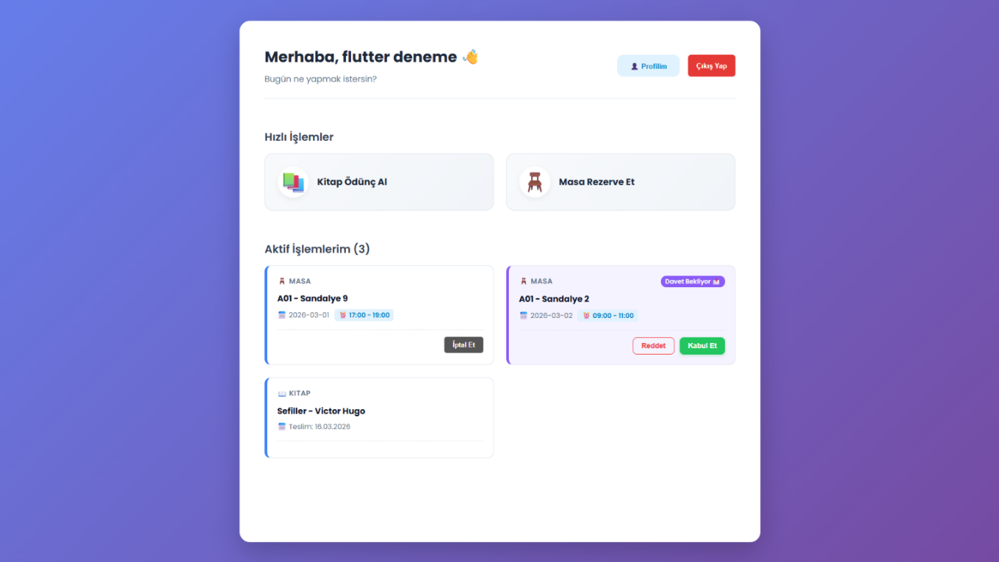 Merhaba, flutter deneme 👋
Bugün ne yapmak istersin?
Profilim
Çıkış Yap
Hızlı İşlemler
Kitap Ödünç Al
Masa Rezerve Et
Aktif İşlemlerim (3)
MASA
A01 - Sandalye 9
2026-03-01 17:00 - 19:00
İptal Et
MASA Davet Bekliyor
A01 - Sandalye 2
2026-03-02 09:00 - 11:00
Reddet Kabul Et
KITAP
Sefiller - Victor Hugo
Teslim: 16.03.2026